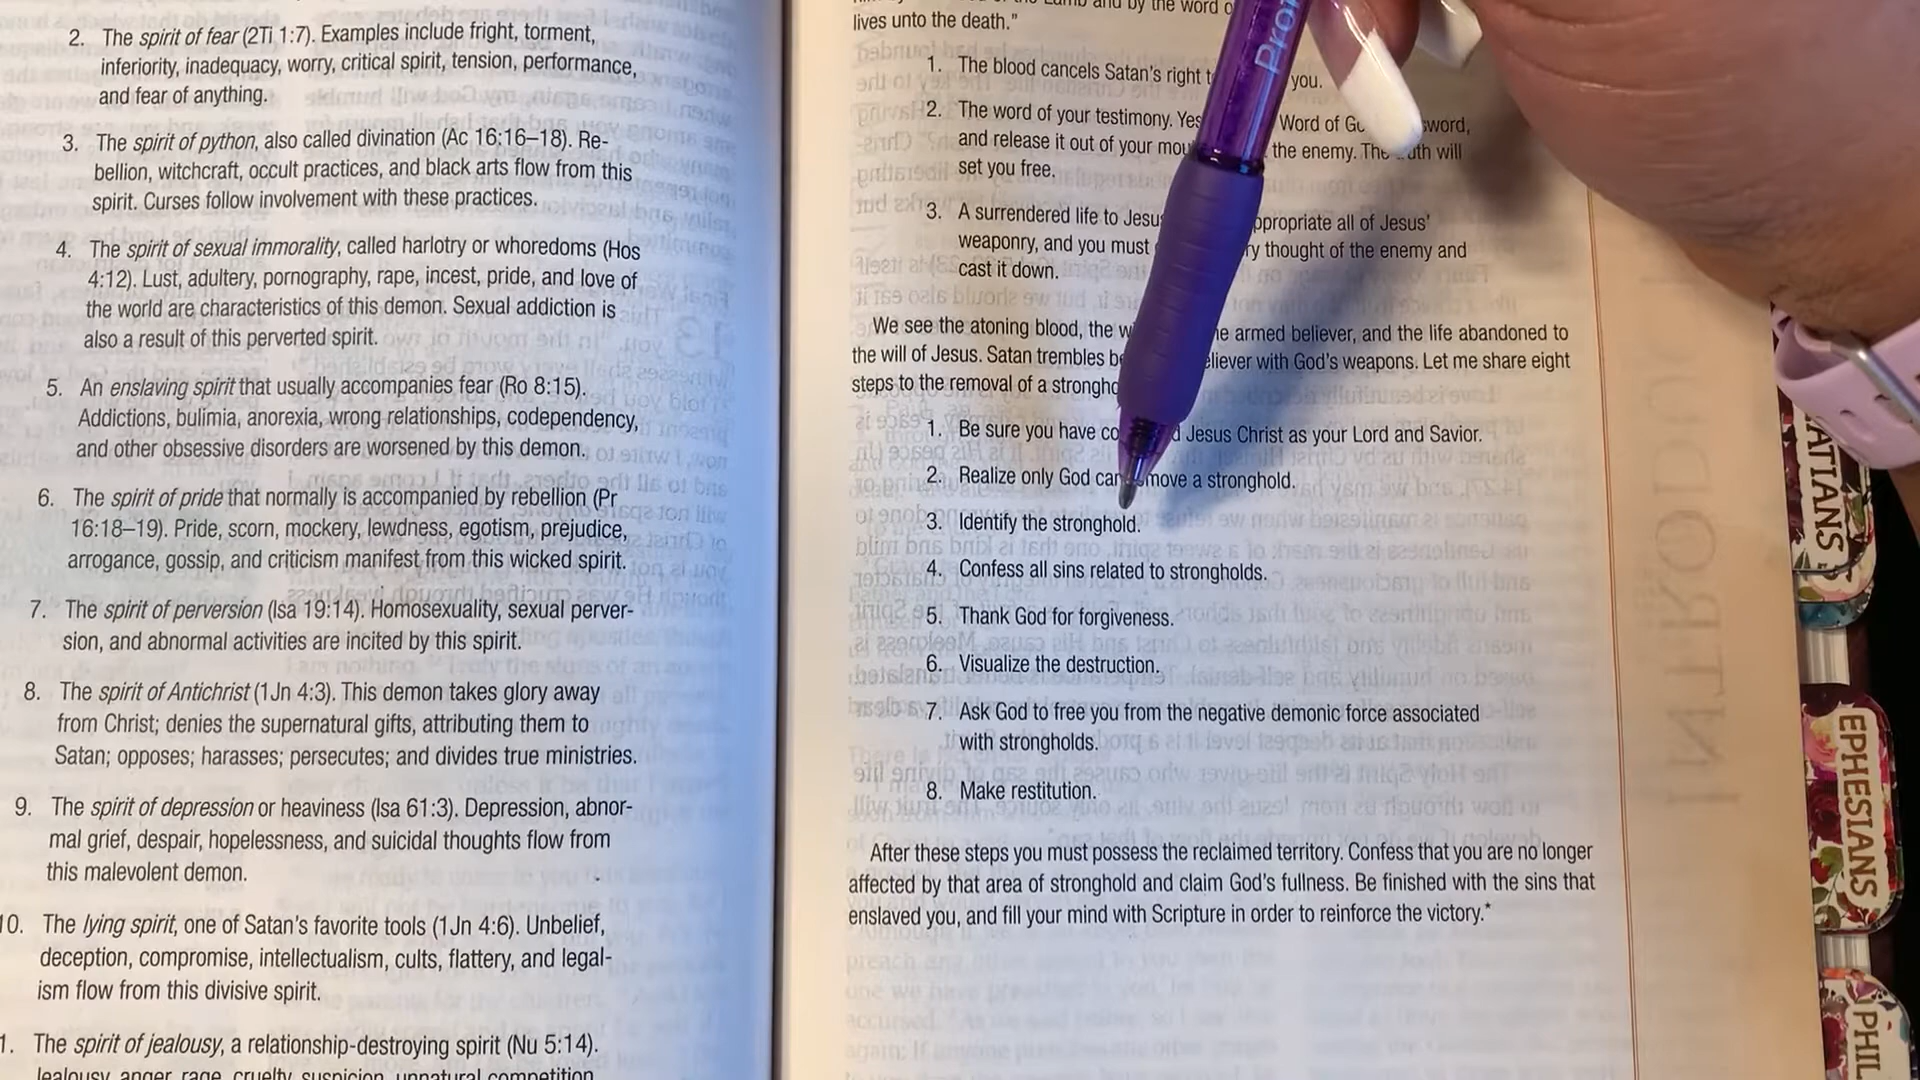 2. The spirit of fear (2Ti 1:7). Examples include fright, torment,
inferiority, inadequacy, worry, critical spirit, tension, performance,
and fear of anything.
3. The spirit of python, also called divination (Ac 16:16–18). Re-
bellion, witchcraft, occult practices, and black arts flow from this
spirit. Curses follow involvement with these practices.
4. The spirit of sexual immorality, called harlotry or whoredoms (Hos
4:12). Lust, adultery, pornography, rape, incest, pride, and love of
the world are characteristics of this demon. Sexual addiction is
also a result of this perverted spirit.
5. An enslaving spirit that usually accompanies fear (Ro 8:15).
Addictions, bulimia, anorexia, wrong relationships, codependency,
and other obsessive disorders are worsened by this demon.
6. The spirit of pride that normally is accompanied by rebellion (Pr
16:18–19). Pride, scorn, mockery, lewdness, egotism, prejudice,
arrogance, gossip, and criticism manifest from this wicked spirit.
7. The spirit of perversion (Isa 19:14). Homosexuality, sexual perver-
sion, and abnormal activities are incited by this spirit.
8. The spirit of Antichrist (1Jn 4:3). This demon takes glory away
from Christ; denies the supernatural gifts, attributing them to
Satan; opposes; harasses; persecutes; and divides true ministries.
9. The spirit of depression or heaviness (Isa 61:3). Depression, abnor-
mal grief, despair, hopelessness, and suicidal thoughts flow from
this malevolent demon.
10. The lying spirit, one of Satan's favorite tools (1Jn 4:6). Unbelief,
deception, compromise, intellectualism, cults, flattery, and legal-
ism flow from this divisive spirit.
1. The spirit of jealousy, a relationship-destroying spirit (Nu 5:14).
Jealousy, anger, rage, cruelty, suspicion, unnatural competition,
and by the word
lives unto the death."
1. The blood cancels Satan's right you.
2. The word of your testimony. Yes Word of sword,
and release it out of your the enemy. The will
set you free.
3. A surrendered life to all of Jesus'
weaponry, and you must thought of the enemy and
cast it down.
We see the atoning blood, the armed believer, and the life abandoned to
the will of Jesus. Satan trembles with God's weapons. Let me share eight
steps to the removal of a
1. Be sure you have Jesus Christ as your Lord and Savior.
2. Realize only God can a stronghold.
3. Identify the stronghold.
4. Confess all sins related to strongholds.
5. Thank God for forgiveness.
6. Visualize the destruction.
7. Ask God to free you from the negative demonic force associated
with strongholds.
8. Make restitution.
After these steps you must possess the reclaimed territory. Confess that you are no longer
affected by that area of stronghold and claim God's fullness. Be finished with the sins that
enslaved you, and fill your mind with Scripture in order to reinforce the victory.*
EPHESIANS